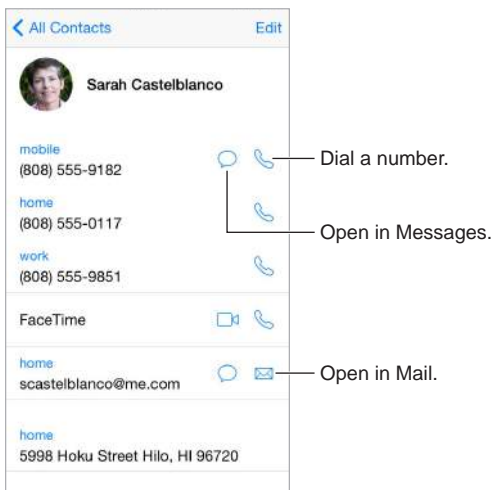 All Contacts
Edit
Sarah Castelblanco
mobile
(808) 555-9182
Dial a number.
home
(808) 555-0117
Open in Messages.
work
(808) 555-9851
FaceTime
home
scastelblanco@me.com
Open in Mail.
home
5998 Hoku Street Hilo, HI 96720